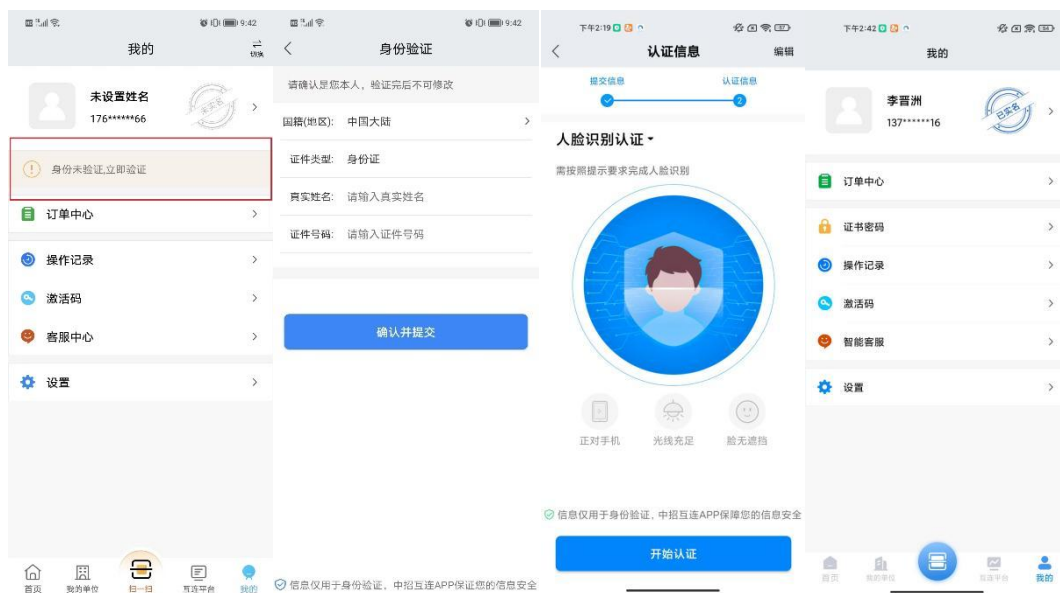 9:42
我的
切换
未设置姓名
176******66
未实名
身份未验证,立即验证
订单中心
操作记录
激活码
客服中心
设置
首页
我的单位
扫一扫
互连平台
我的
9:42
身份验证
请确认是您本人，验证完后不可修改
国籍(地区): 中国大陆
证件类型: 身份证
真实姓名: 请输入真实姓名
证件号码: 请输入证件号码
确认并提交
信息仅用于身份验证，中招互连APP保证您的信息安全
下午2:19
57
认证信息
编辑
提交信息
认证信息
2
人脸识别认证
需按照提示要求完成人脸识别
正对手机
光线充足
脸无遮挡
信息仅用于身份验证，中招互连APP保障您的信息安全
开始认证
下午2:42
54
我的
李晋洲
137******16
已实名
订单中心
证书密码
操作记录
激活码
智能客服
设置
首页
我的单位
互连平台
我的